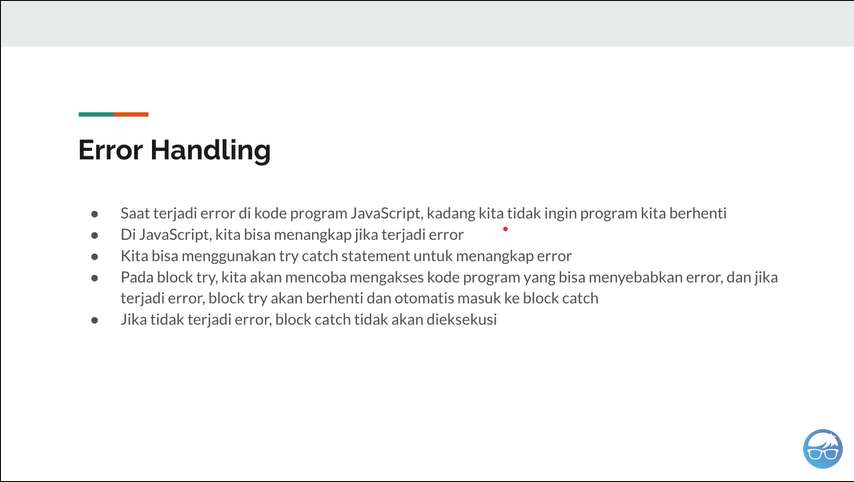 Error Handling
● Saat terjadi error di kode program JavaScript, kadang kita tidak ingin program kita berhenti
● Di JavaScript, kita bisa menangkap jika terjadi error
● Kita bisa menggunakan try catch statement untuk menangkap error
● Pada block try, kita akan mencoba mengakses kode program yang bisa menyebabkan error, dan jika
terjadi error, block try akan berhenti dan otomatis masuk ke block catch
● Jika tidak terjadi error, block catch tidak akan dieksekusi